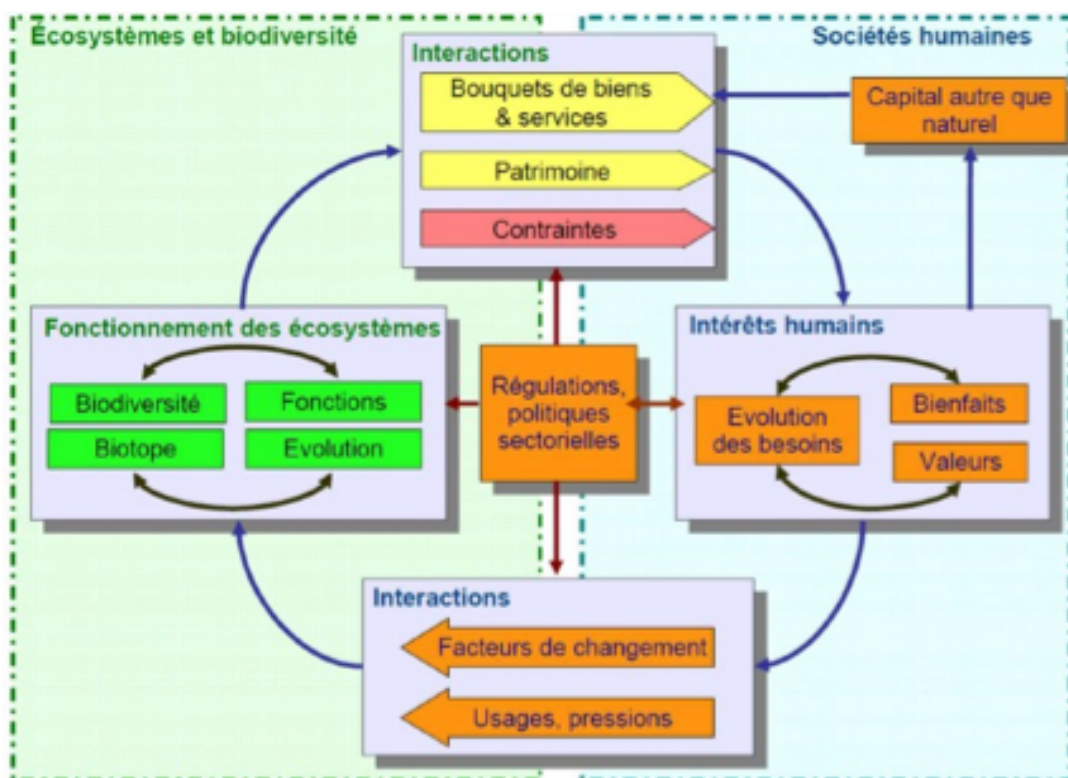 Écosystèmes et biodiversité
Sociétés humaines
Interactions
Bouquets de biens
& services
Patrimoine
Contraintes
Capital autre que
naturel
Fonctionnement des écosystèmes
Biodiversité
Fonctions
Biotope
Evolution
Régulations,
politiques
sectorielles
Intérêts humains
Evolution
des besoins
Bienfaits
Valeurs
Interactions
Facteurs de changement
Usages, pressions